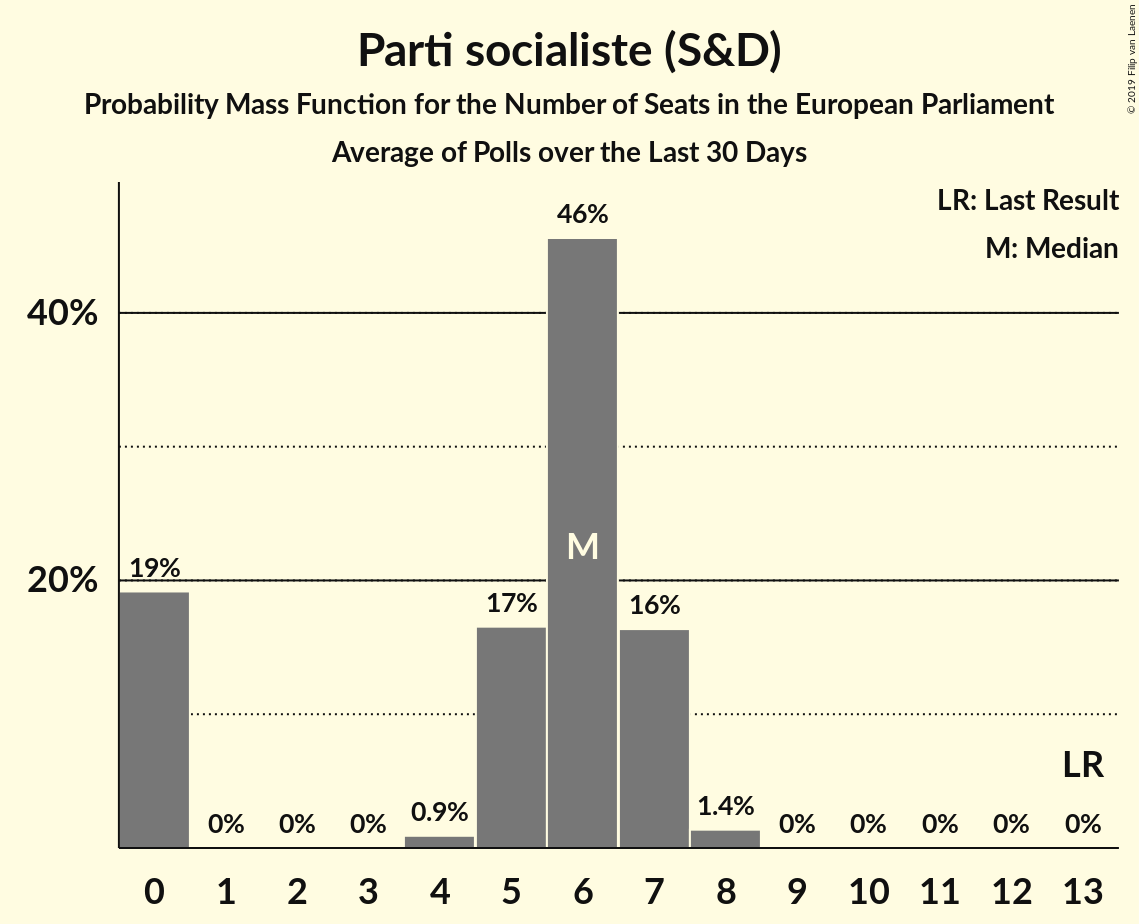 Parti socialiste (S&D)
Probability Mass Function for the Number of Seats in the European Parliament
Average of Polls over the Last 30 Days
© 2019 Filip van Laenen
LR: Last Result
M: Median
46%
40%
M
19%
20%
17%
16%
LR
0.9%
1.4%
0% 0% 0% 0% 0% 0% 0% 0%
0 1 2 3 4 5 6 7 8 9 10 11 12 13